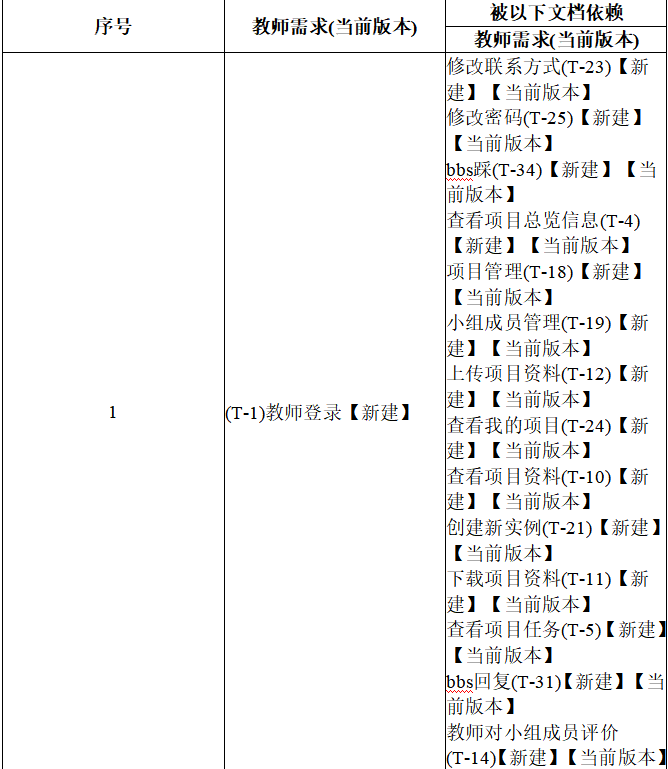 序号
教师需求(当前版本)
被以下文档依赖
教师需求(当前版本)
1
(T-1)教师登录【新建】
修改联系方式(T-23)【新
建】【当前版本】
修改密码(T-25)【新建】
【当前版本】
bbs踩(T-34)【新建】【当
前版本】
查看项目总览信息(T-4)
【新建】【当前版本】
项目管理(T-18)【新建】
【当前版本】
小组成员管理(T-19)【新
建】【当前版本】
上传项目资料(T-12)【新
建】【当前版本】
查看我的项目(T-24)【新
建】【当前版本】
查看项目资料(T-10)【新
建】【当前版本】
创建新实例(T-21)【新建】
【当前版本】
下载项目资料(T-11)【新
建】【当前版本】
查看项目任务(T-5)【新建】
【当前版本】
bbs回复(T-31)【新建】【当
前版本】
教师对小组成员评价
(T-14)【新建】【当前版本】